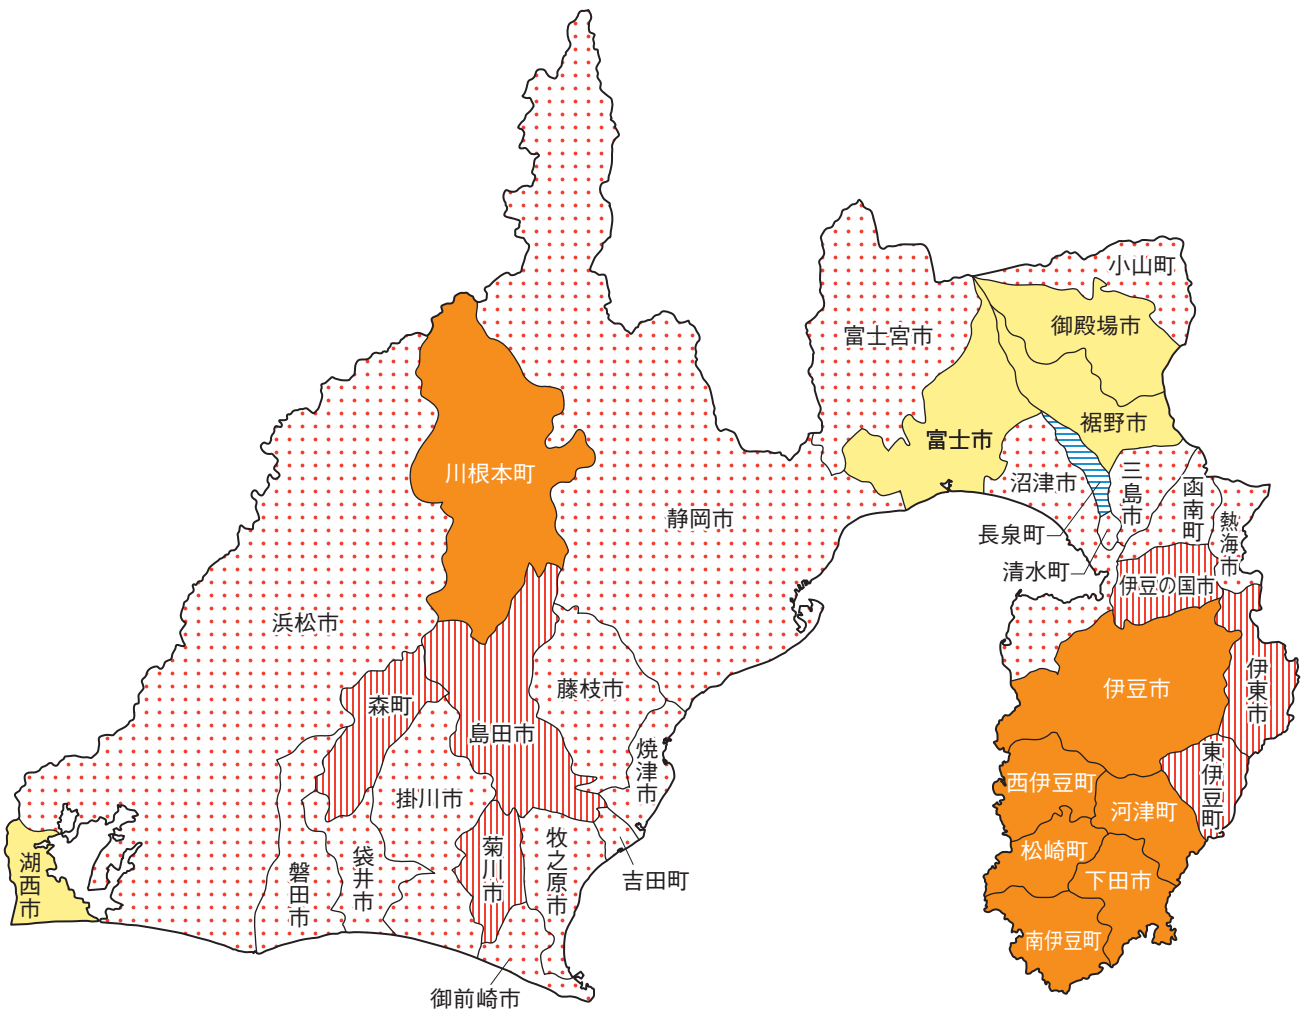 小山町
御殿場市
富士宮市
裾野市
富士市
川根本町
沼津市
三島市
函南町
熱海市
静岡市
長泉町
清水町
伊豆の国市
浜松市
伊豆市
伊東市
藤枝市
森町
島田市
焼津市
東伊豆町
西伊豆町
掛川市
河津町
菊川市
牧之原市
松崎町
湖西市
磐田市
袋井市
吉田町
下田市
南伊豆町
御前崎市